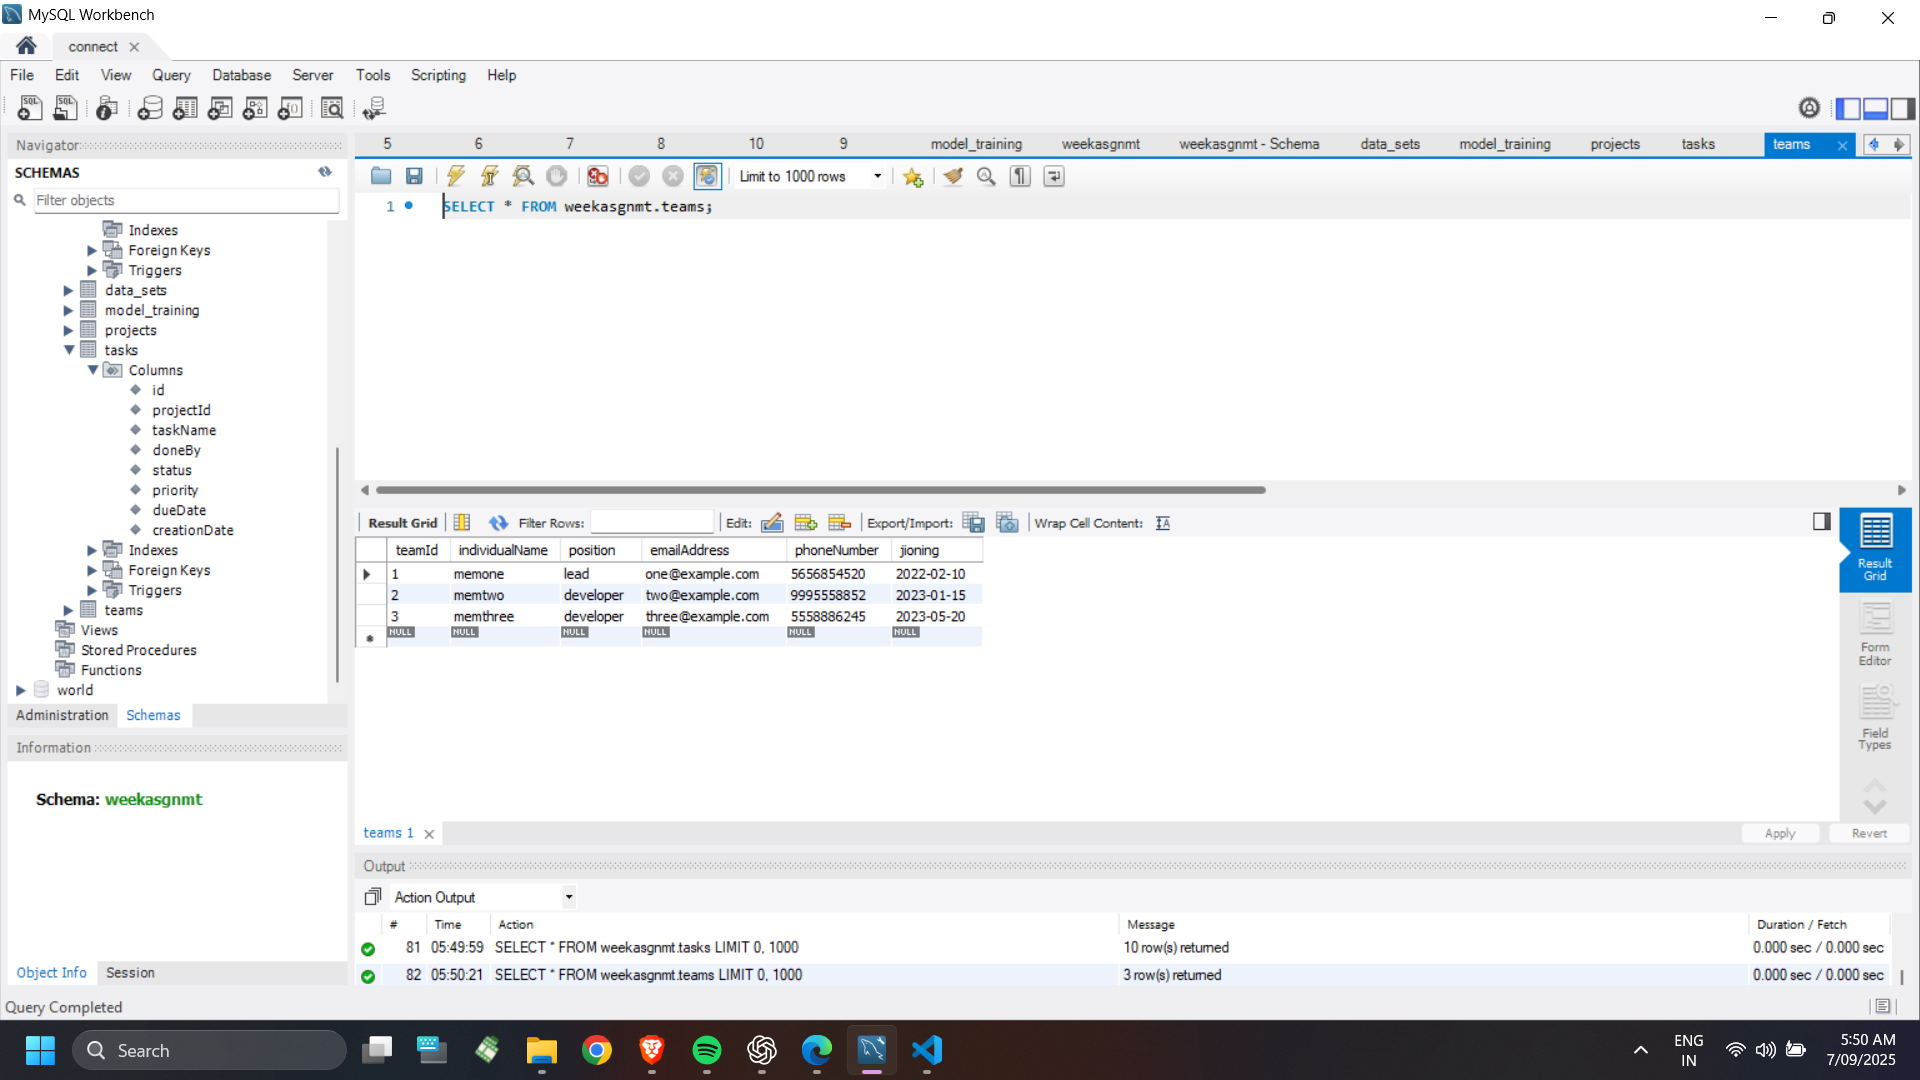 MySQL Workbench
connect
File Edit View Query Database Server Tools Scripting Help
Navigator
SCHEMAS
Filter objects
Indexes
Foreign Keys
Triggers
data_sets
model_training
projects
tasks
Columns
id
projectId
taskName
doneBy
status
priority
dueDate
creationDate
Indexes
Foreign Keys
Triggers
teams
Views
Stored Procedures
Functions
world
Administration Schemas
Information
Schema: weekasgnmt
Object Info Session
5 6 7 8 10 9 model_training weekasgnmt weekasgnmt - Schema data_sets model_training projects tasks teams
Limit to 1000 rows
1 SELECT * FROM weekasgnmt.teams;
Result Grid Filter Rows: Edit: Export/Import: Wrap Cell Content:
teamId individualName position emailAddress phoneNumber jioning
1 memone lead one@example.com 5656854520 2022-02-10
2 memtwo developer two@example.com 9995558852 2023-01-15
3 memthree developer three@example.com 5558886245 2023-05-20
NULL NULL NULL NULL NULL NULL
Result
Grid
Form
Editor
Field
Types
teams 1
Apply Revert
Output
Action Output
# Time Action Message Duration / Fetch
81 05:49:59 SELECT * FROM weekasgnmt.tasks LIMIT 0, 1000 10 row(s) returned 0.000 sec / 0.000 sec
82 05:50:21 SELECT * FROM weekasgnmt.teams LIMIT 0, 1000 3 row(s) returned 0.000 sec / 0.000 sec
Query Completed
Search
ENG
IN
5:50 AM
7/09/2025